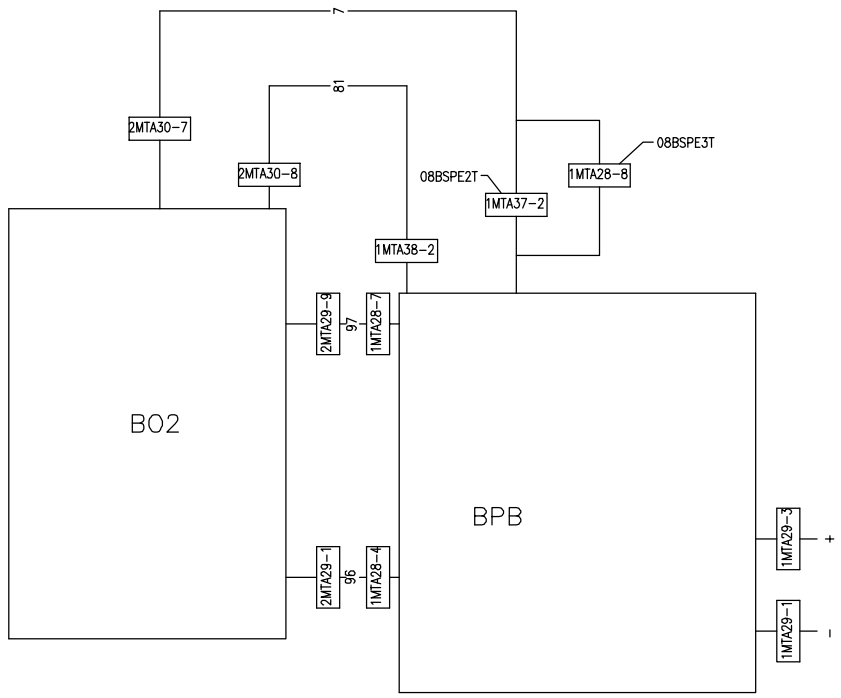 7
81
2MTA30-7
2MTA30-8
08BSPE3T
08BSPE2T
1MTA28-8
1MTA37-2
1MTA38-2
2MTA29-9
97
1MTA28-7
BO2
BPB
1MTA29-3
+
2MTA29-1
96
1MTA28-4
1MTA29-1
-